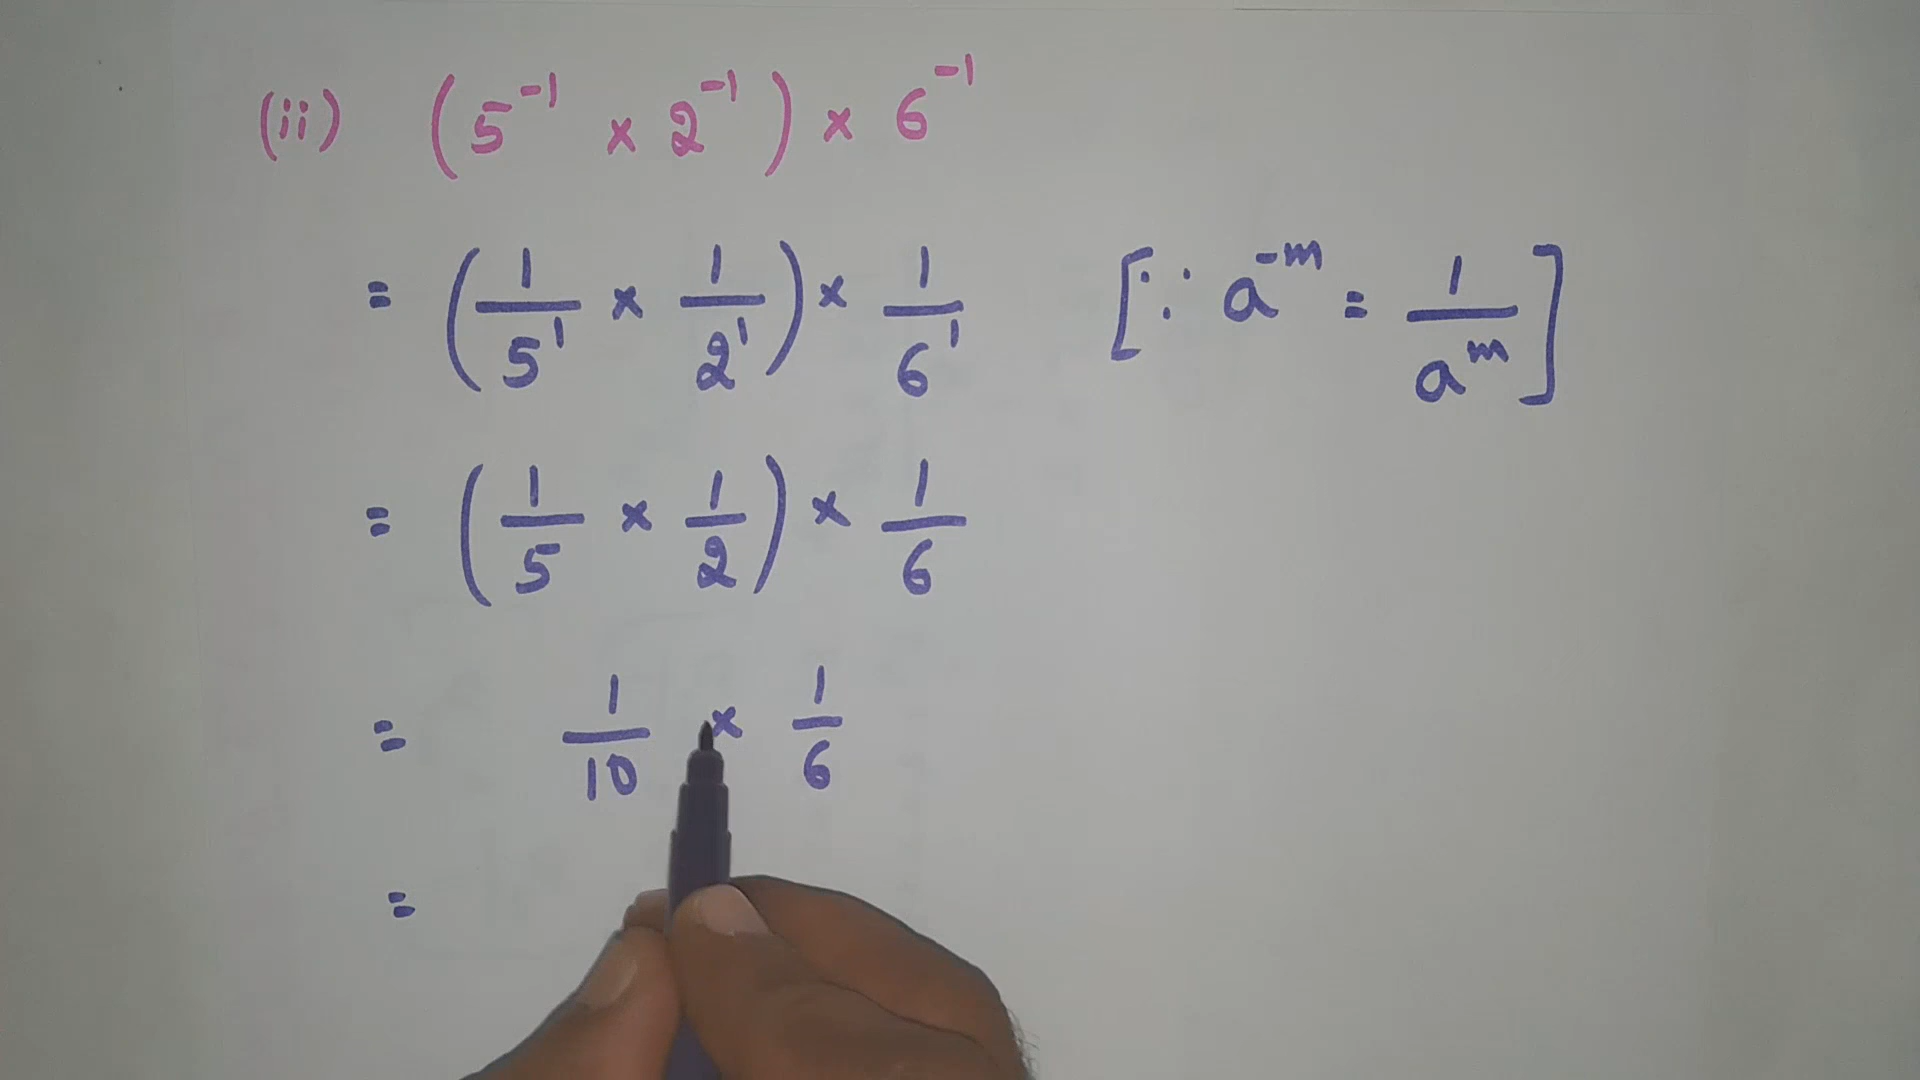 (ii) (5⁻¹ × 2⁻¹) × 6⁻¹
= (1/5¹ × 1/2¹) × 1/6¹ [∵ a⁻ᵐ = 1/aᵐ]
= (1/5 × 1/2) × 1/6
= 1/10 × 1/6
=